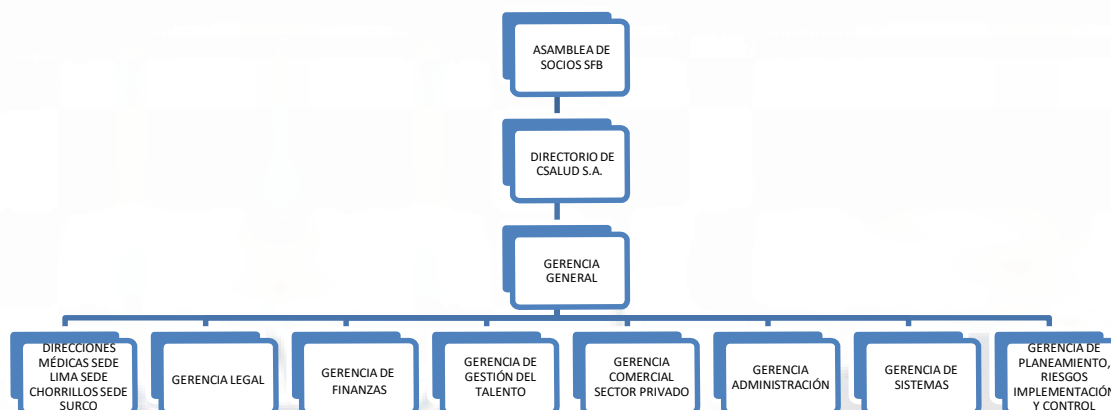 ASAMBLEA DE
SOCIOS SFB
DIRECTORIO DE
CSALUD S.A.
GERENCIA
GENERAL
DIRECCIONES
MÉDICAS SEDE
LIMA SEDE
CHORRILLOS SEDE
SURCO
GERENCIA LEGAL
GERENCIA DE
FINANZAS
GERENCIA DE
GESTIÓN DEL
TALENTO
GERENCIA
COMERCIAL
SECTOR PRIVADO
GERENCIA
ADMINISTRACIÓN
GERENCIA DE
SISTEMAS
GERENCIA DE
PLANEAMIENTO,
RIESGOS
IMPLEMENTACIÓN
Y CONTROL